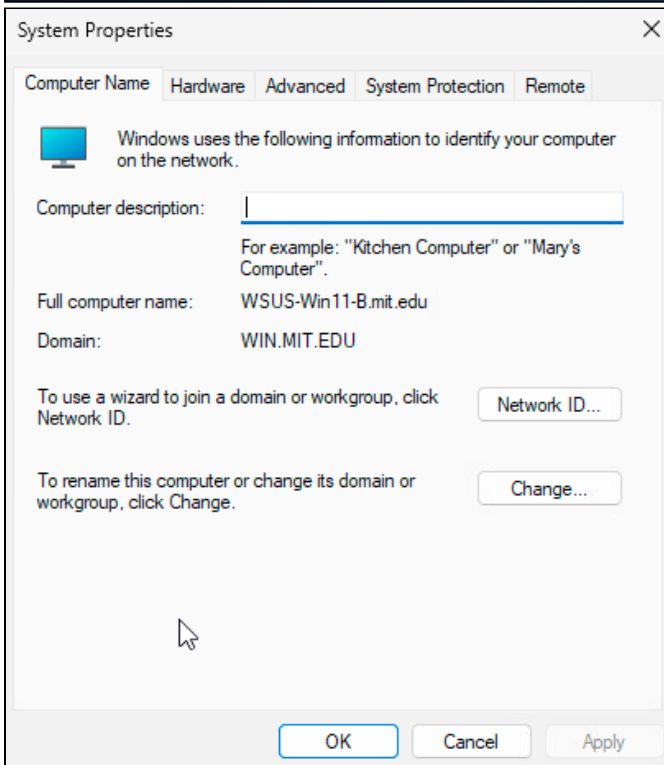 System Properties
Computer Name Hardware Advanced System Protection Remote
Windows uses the following information to identify your computer
on the network.
Computer description:
For example: "Kitchen Computer" or "Mary's
Computer".
Full computer name: WSUS-Win11-B.mit.edu
Domain: WIN.MIT.EDU
To use a wizard to join a domain or workgroup, click
Network ID.
Network ID...
To rename this computer or change its domain or
workgroup, click Change.
Change...
OK Cancel Apply